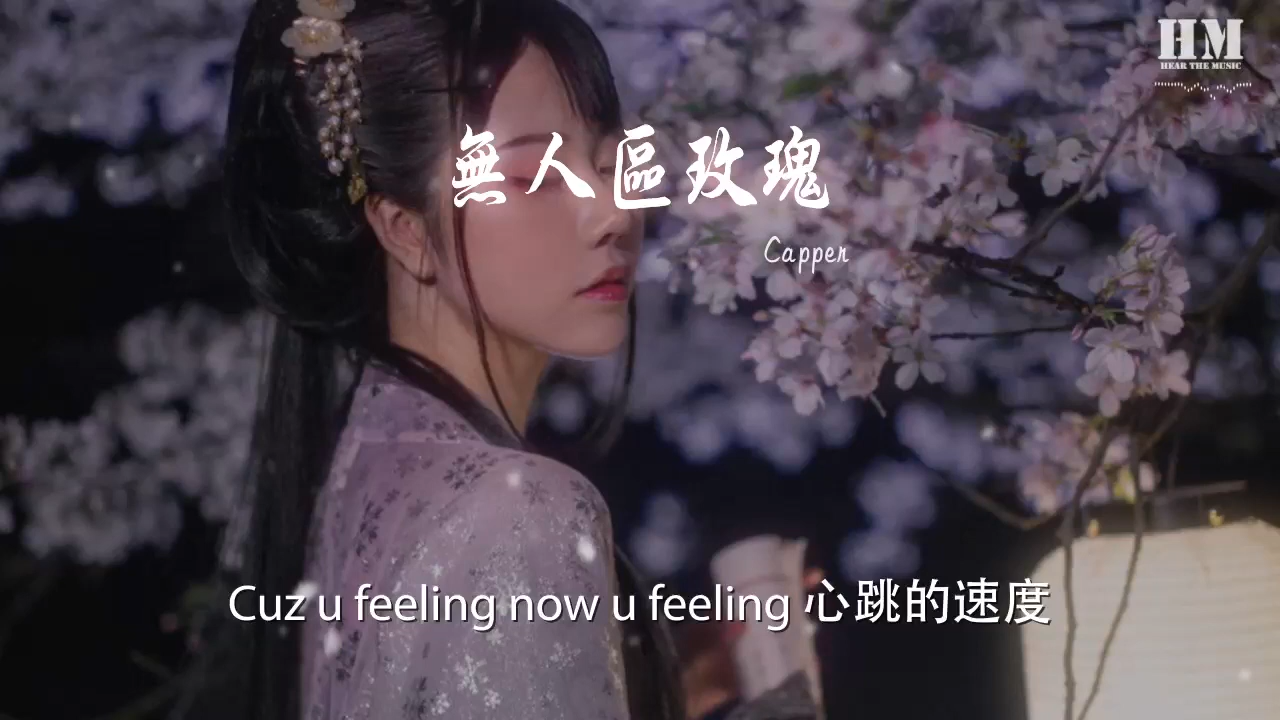 HM
HEAR THE MUSIC
無人區玫瑰
Capper
Cuz u feeling now u feeling 心跳的速度